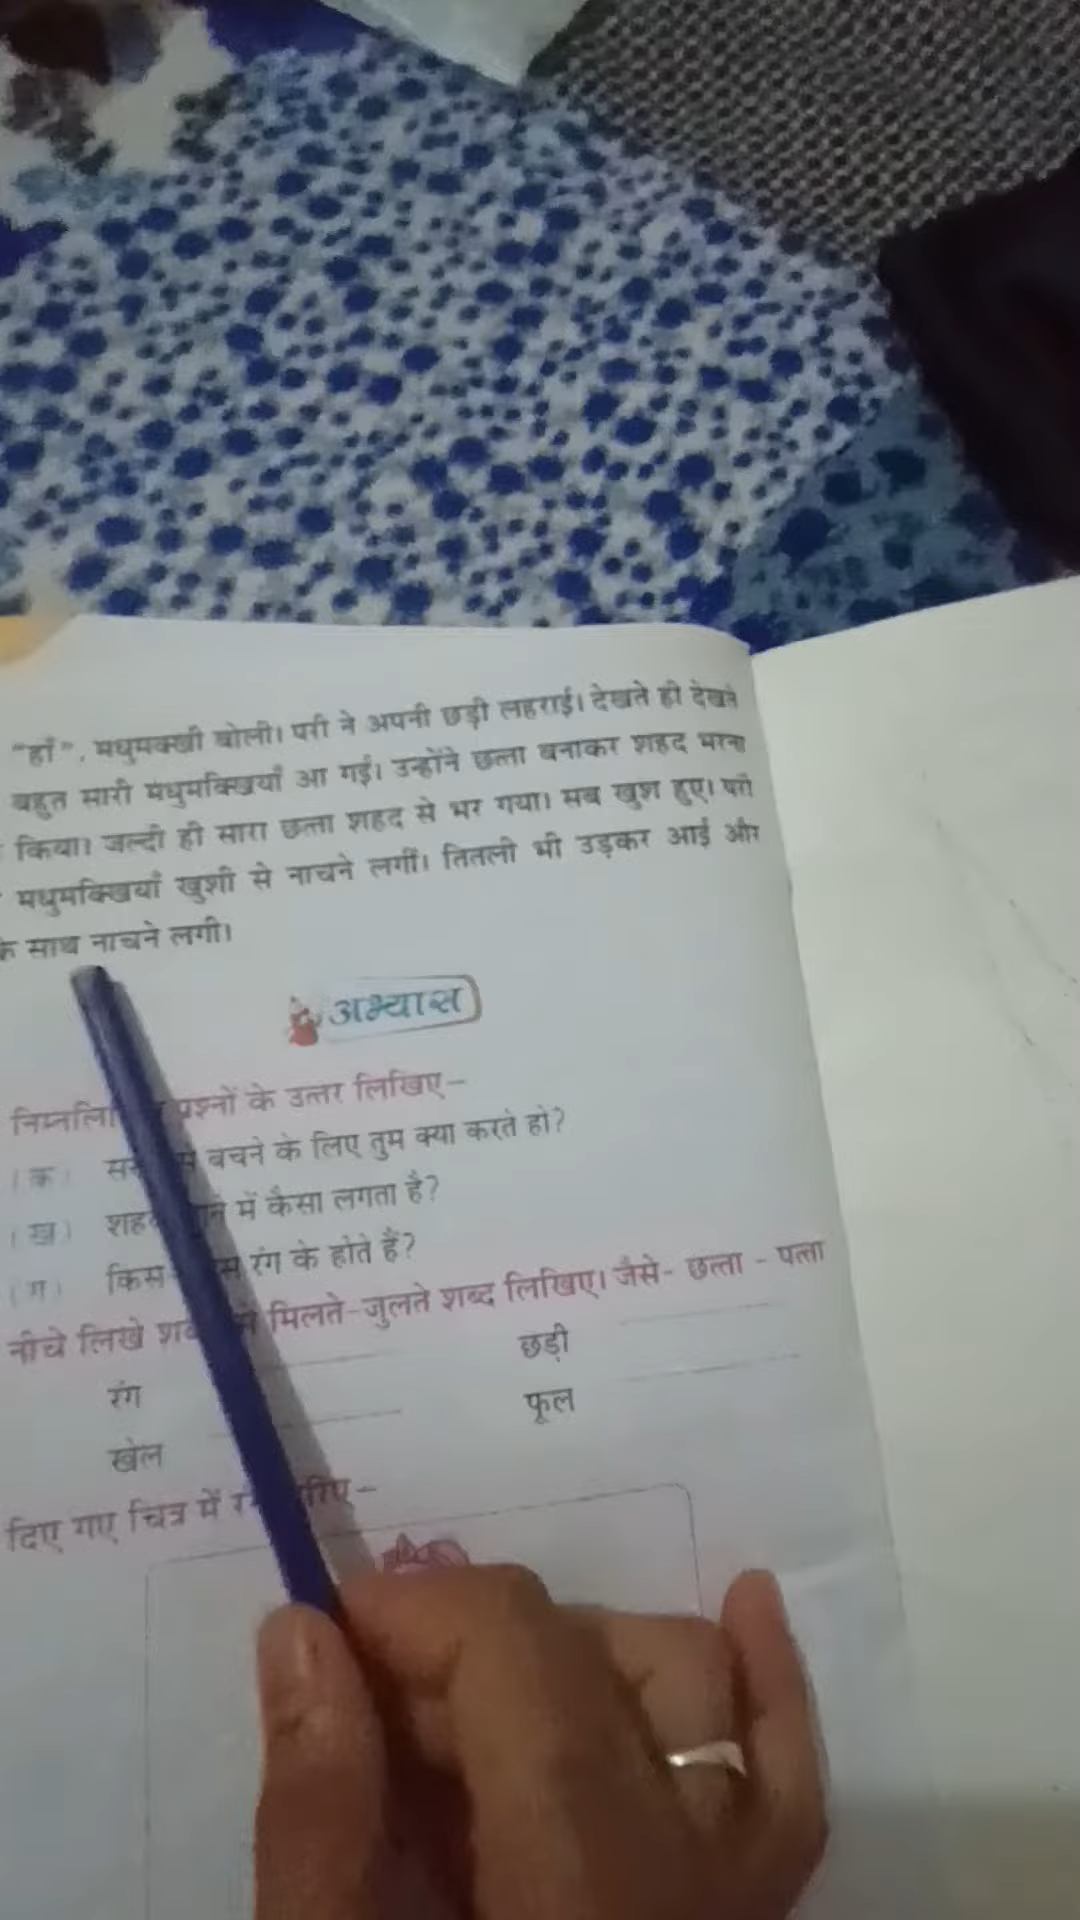 "हाँ", मधुमक्खी बोली। परी ने अपनी छड़ी लहराई। देखते ही देखते
बहुत सारी मधुमक्खियाँ आ गईं। उन्होंने छत्ता बनाकर शहद भरना
किया। जल्दी ही सारा छत्ता शहद से भर गया। सब खुश हुए। परी
मधुमक्खियाँ खुशी से नाचने लगीं। तितली भी उड़कर आई और
के साथ नाचने लगी।
अभ्यास
प्रश्नों के उत्तर लिखिए-
(क) बचने के लिए तुम क्या करते हो?
(ख) में कैसा लगता है?
(ग) किस रंग के होते हैं?
नीचे लिखे मिलते-जुलते शब्द लिखिए। जैसे- छत्ता - पत्ता
रंग छड़ी
खेल फूल
दिए गए चित्र में